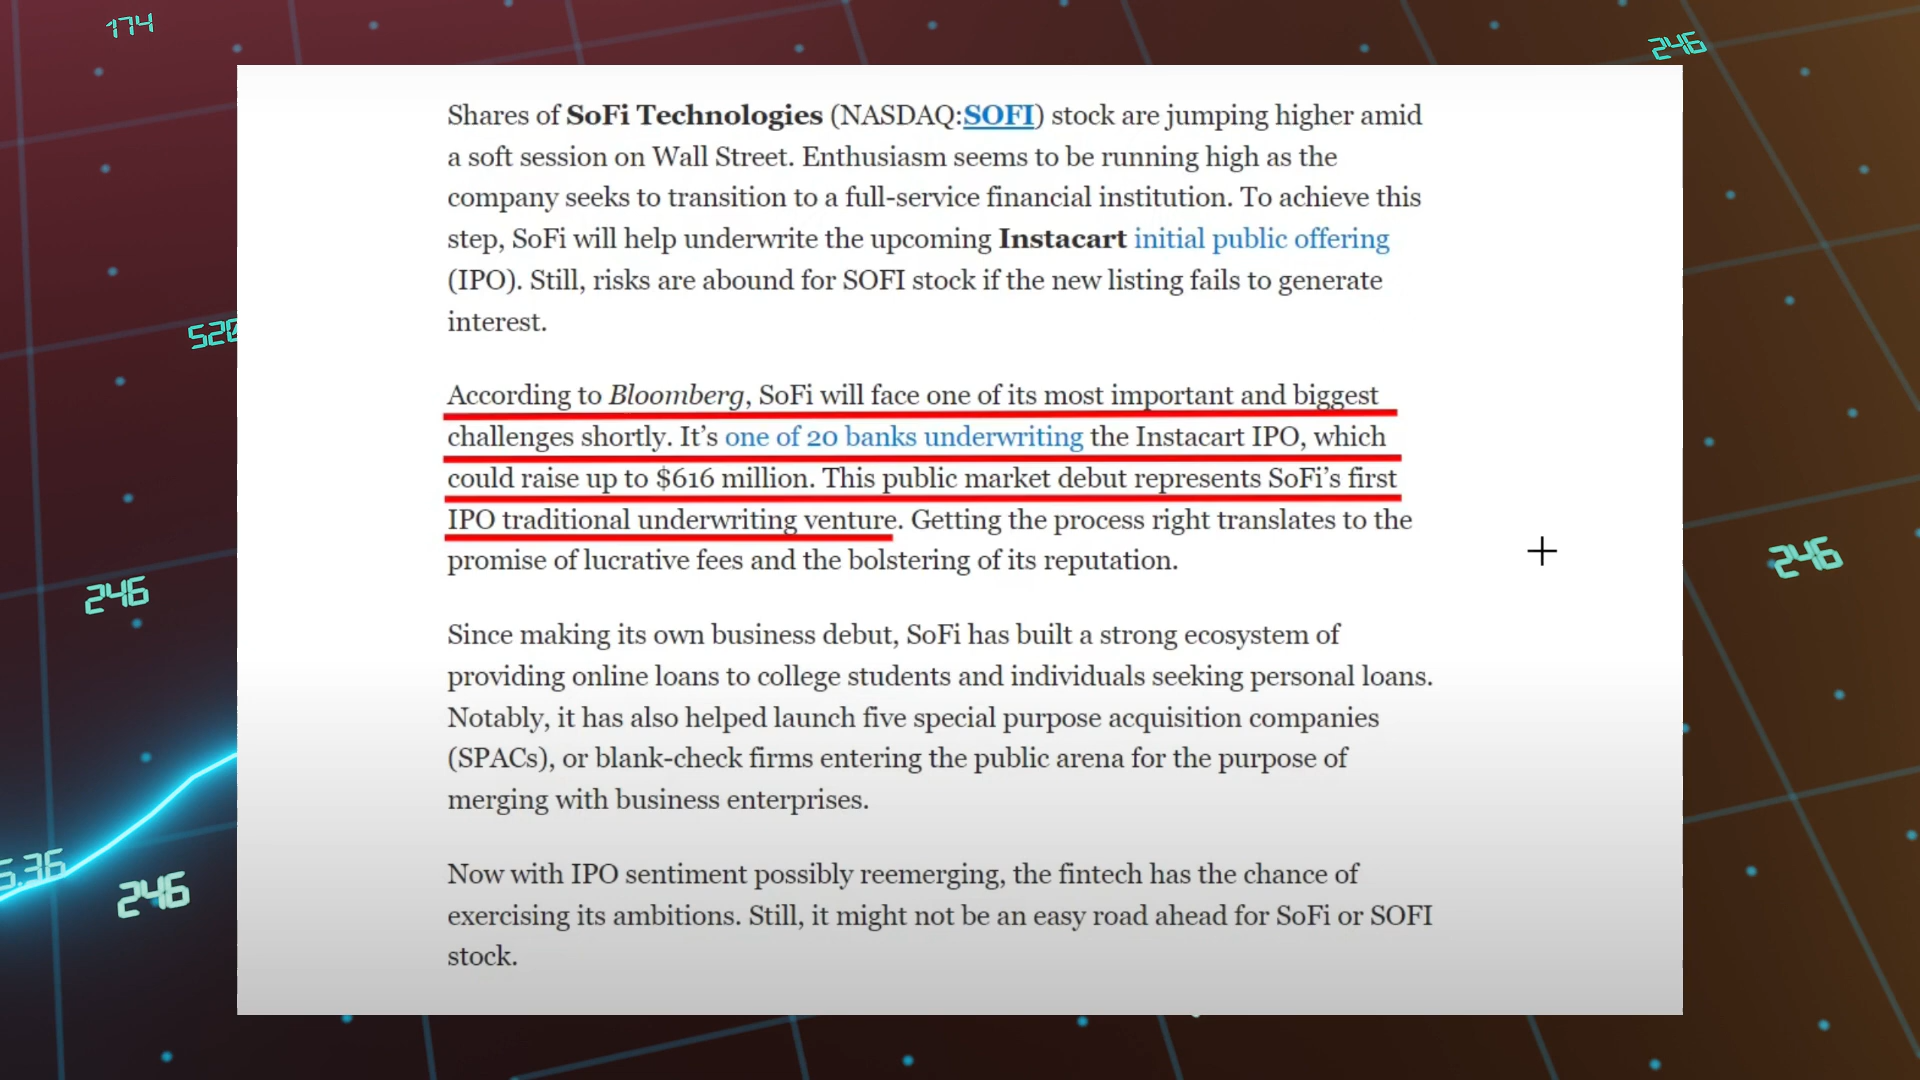 174
246
Shares of SoFi Technologies (NASDAQ:SOFI) stock are jumping higher amid
a soft session on Wall Street. Enthusiasm seems to be running high as the
company seeks to transition to a full-service financial institution. To achieve this
step, SoFi will help underwrite the upcoming Instacart initial public offering
(IPO). Still, risks are abound for SOFI stock if the new listing fails to generate
interest.
520
According to Bloomberg, SoFi will face one of its most important and biggest
challenges shortly. It's one of 20 banks underwriting the Instacart IPO, which
could raise up to $616 million. This public market debut represents SoFi's first
IPO traditional underwriting venture. Getting the process right translates to the
promise of lucrative fees and the bolstering of its reputation.
246
246
Since making its own business debut, SoFi has built a strong ecosystem of
providing online loans to college students and individuals seeking personal loans.
Notably, it has also helped launch five special purpose acquisition companies
(SPACs), or blank-check firms entering the public arena for the purpose of
merging with business enterprises.
5.36
246
Now with IPO sentiment possibly reemerging, the fintech has the chance of
exercising its ambitions. Still, it might not be an easy road ahead for SoFi or SOFI
stock.